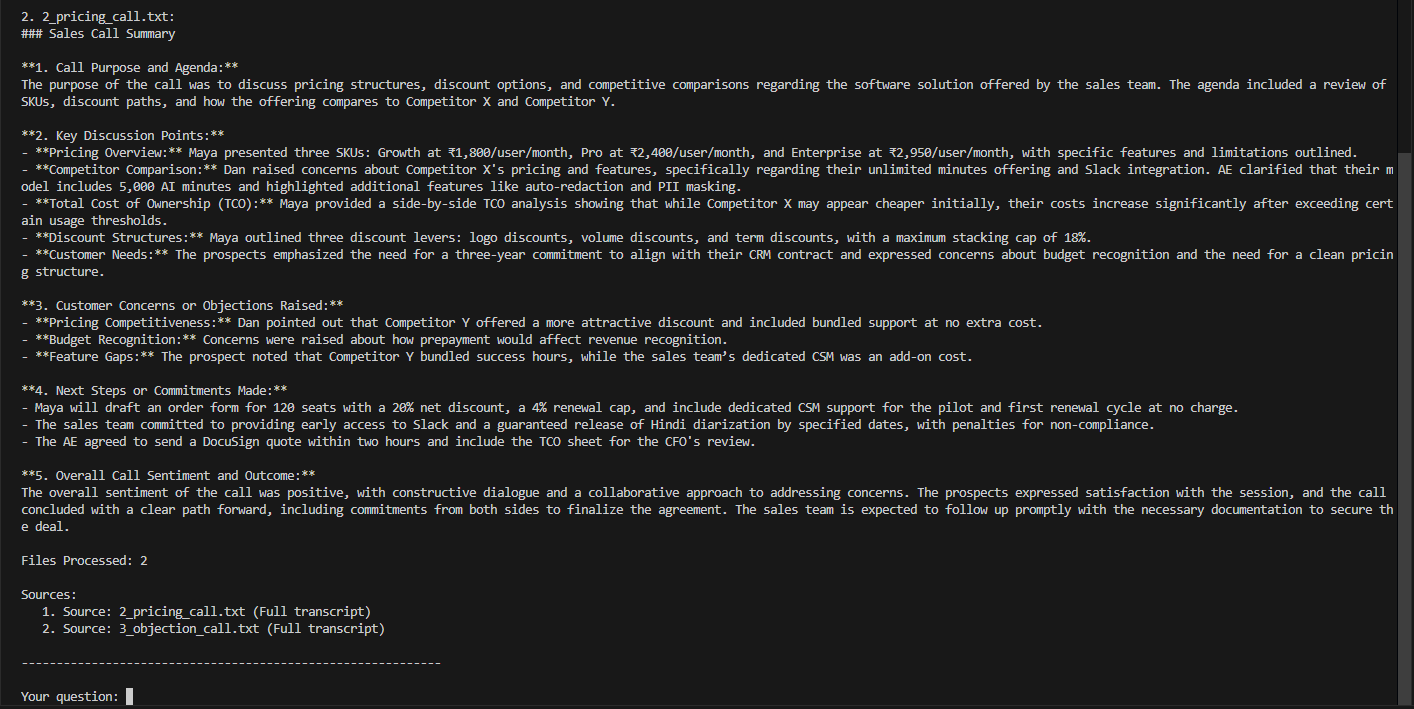 2. 2_pricing_call.txt:
### Sales Call Summary
**1. Call Purpose and Agenda:**
The purpose of the call was to discuss pricing structures, discount options, and competitive comparisons regarding the software solution offered by the sales team. The agenda included a review of
SKUs, discount paths, and how the offering compares to Competitor X and Competitor Y.
**2. Key Discussion Points:**
- **Pricing Overview:** Maya presented three SKUs: Growth at ₹1,800/user/month, Pro at ₹2,400/user/month, and Enterprise at ₹2,950/user/month, with specific features and limitations outlined.
- **Competitor Comparison:** Dan raised concerns about Competitor X's pricing and features, specifically regarding their unlimited minutes offering and Slack integration. AE clarified that their m
odel includes 5,000 AI minutes and highlighted additional features like auto-redaction and PII masking.
- **Total Cost of Ownership (TCO):** Maya provided a side-by-side TCO analysis showing that while Competitor X may appear cheaper initially, their costs increase significantly after exceeding cert
ain usage thresholds.
- **Discount Structures:** Maya outlined three discount levers: logo discounts, volume discounts, and term discounts, with a maximum stacking cap of 18%.
- **Customer Needs:** The prospects emphasized the need for a three-year commitment to align with their CRM contract and expressed concerns about budget recognition and the need for a clean pricin
g structure.
**3. Customer Concerns or Objections Raised:**
- **Pricing Competitiveness:** Dan pointed out that Competitor Y offered a more attractive discount and included bundled support at no extra cost.
- **Budget Recognition:** Concerns were raised about how prepayment would affect revenue recognition.
- **Feature Gaps:** The prospect noted that Competitor Y bundled success hours, while the sales team’s dedicated CSM was an add-on cost.
**4. Next Steps or Commitments Made:**
- Maya will draft an order form for 120 seats with a 20% net discount, a 4% renewal cap, and include dedicated CSM support for the pilot and first renewal cycle at no charge.
- The sales team committed to providing early access to Slack and a guaranteed release of Hindi diarization by specified dates, with penalties for non-compliance.
- The AE agreed to send a DocuSign quote within two hours and include the TCO sheet for the CFO's review.
**5. Overall Call Sentiment and Outcome:**
The overall sentiment of the call was positive, with constructive dialogue and a collaborative approach to addressing concerns. The prospects expressed satisfaction with the session, and the call
concluded with a clear path forward, including commitments from both sides to finalize the agreement. The sales team is expected to follow up promptly with the necessary documentation to secure th
e deal.
Files Processed: 2
Sources:
1. Source: 2_pricing_call.txt (Full transcript)
2. Source: 3_objection_call.txt (Full transcript)
------------------------------------------------------------
Your question: